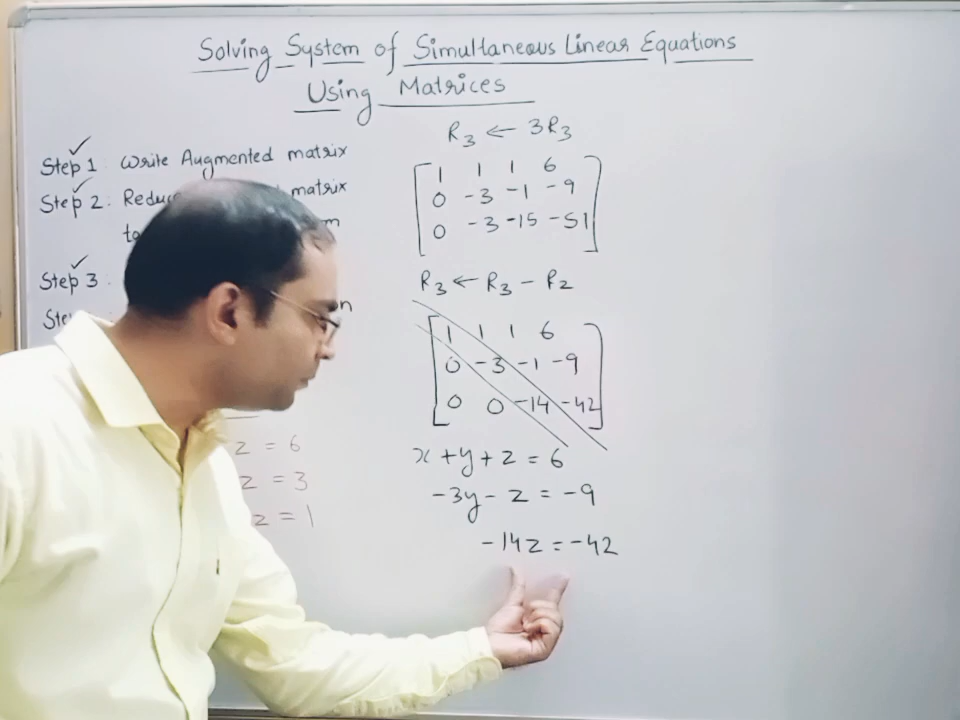 Solving System of Simultaneous Linear Equations
Using Matrices
Step 1: Write Augmented matrix
Step 2: Reduce matrix
Step 3
z = 6
z = 3
z = 1
R3 ← 3R3
1 1 1 6
0 -3 -1 -9
0 -3 -15 -51
R3 ← R3 - R2
1 1 1 6
0 -3 -1 -9
0 0 -14 -42
x + y + z = 6
-3y - z = -9
-14z = -42